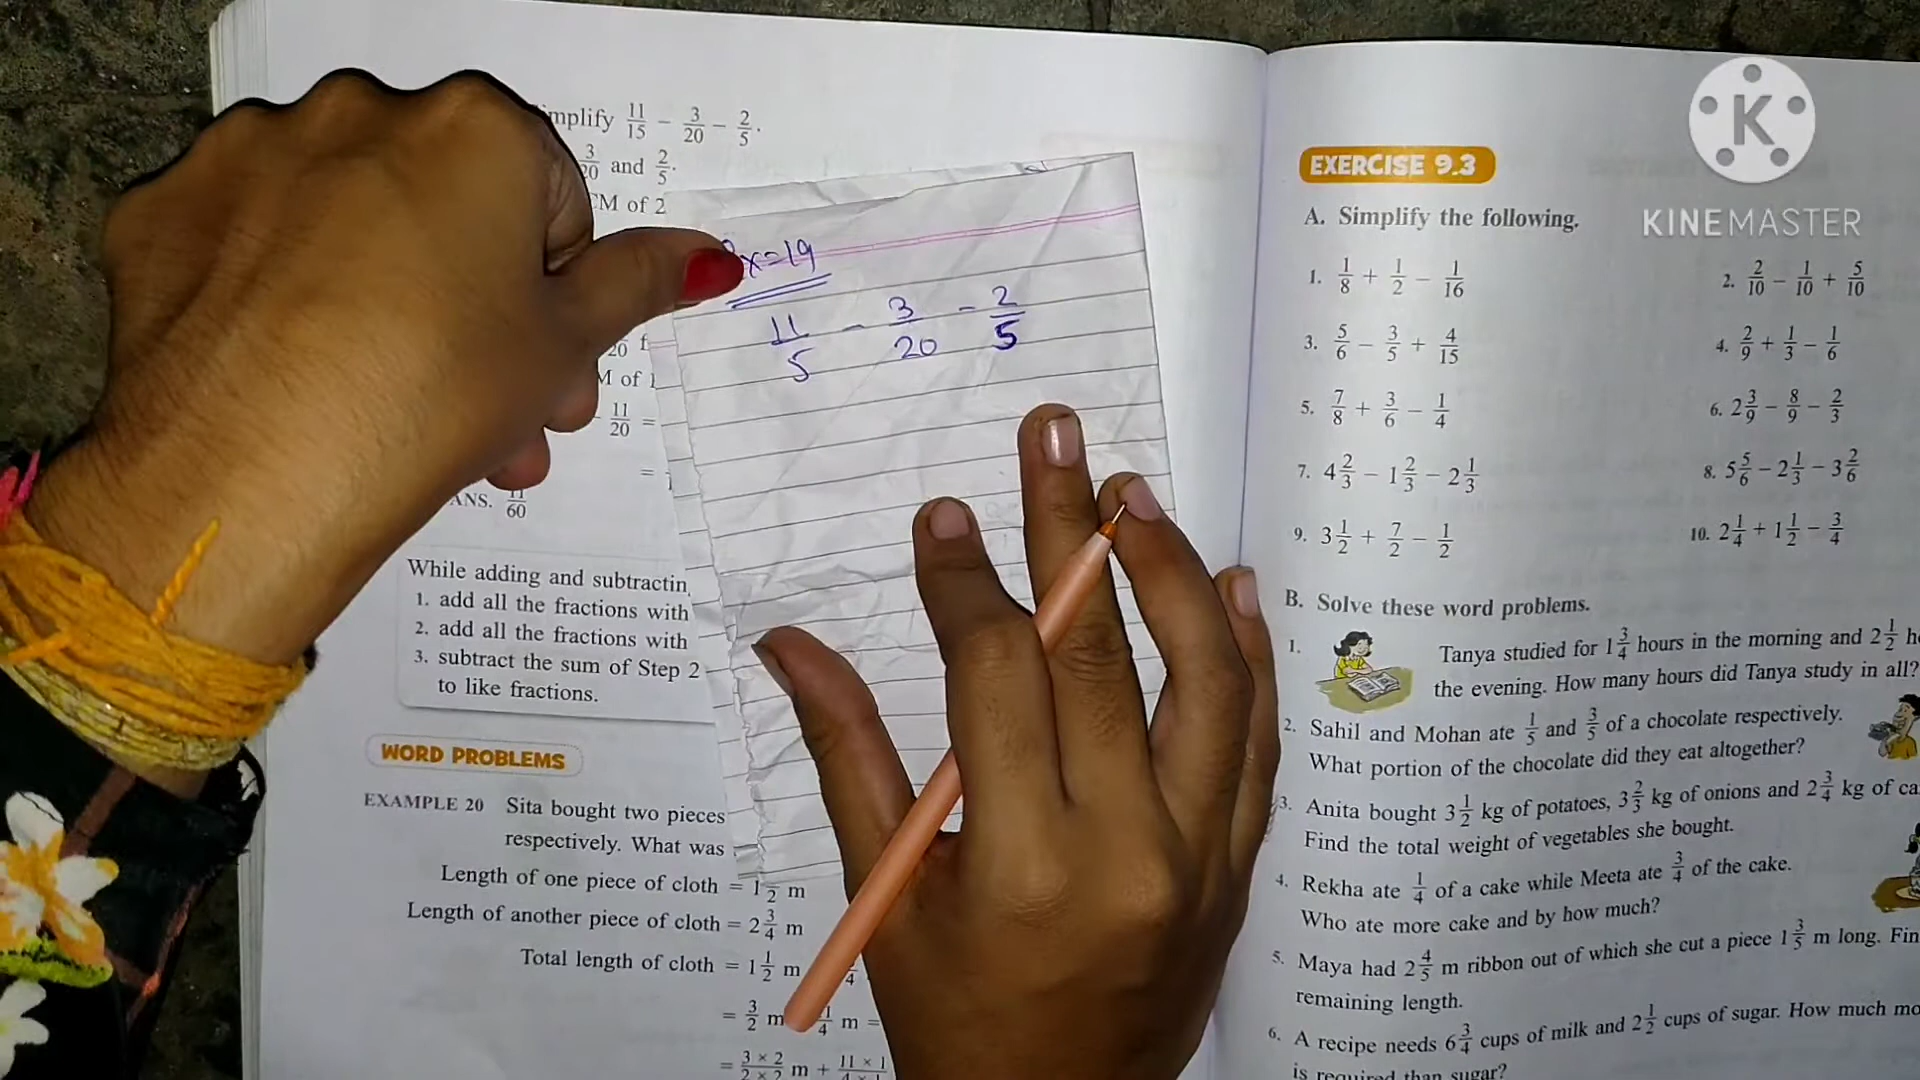 11/15 - 3/20 - 2/5.
3/20 and 2/5.
CM of 2
x=19
11/5 - 3/20 - 2/5
M of 1
11/20 =
=
ANS. 11/60
While adding and subtractin
1. add all the fractions with
2. add all the fractions with
3. subtract the sum of Step 2
to like fractions.
WORD PROBLEMS
EXAMPLE 20 Sita bought two pieces
respectively. What was
Length of one piece of cloth = 1 1/2 m
Length of another piece of cloth = 2 3/4 m
Total length of cloth = 1 1/2 m
= 3/2 m 11/4 m =
= 3 × 2/2 × 2 m + 11 × 1/4 × 1
KINEMASTER
EXERCISE 9.3
A. Simplify the following.
1. 1/8 + 1/2 - 1/16
2. 2/10 - 1/10 + 5/10
3. 5/6 - 3/5 + 4/15
4. 2/9 + 1/3 - 1/6
5. 7/8 + 3/6 - 1/4
6. 2 3/9 - 8/9 - 2/3
7. 4 2/3 - 1 2/3 - 2 1/3
8. 5 5/6 - 2 1/3 - 3 2/6
9. 3 1/2 + 7/2 - 1/2
10. 2 1/4 + 1 1/2 - 3/4
B. Solve these word problems.
1. Tanya studied for 1 3/4 hours in the morning and 2 1/2 h
the evening. How many hours did Tanya study in all?
2. Sahil and Mohan ate 1/5 and 3/5 of a chocolate respectively.
What portion of the chocolate did they eat altogether?
3. Anita bought 3 1/2 kg of potatoes, 3 2/3 kg of onions and 2 3/4 kg of ca
Find the total weight of vegetables she bought.
4. Rekha ate 1/4 of a cake while Meeta ate 3/4 of the cake.
Who ate more cake and by how much?
5. Maya had 2 4/5 m ribbon out of which she cut a piece 1 3/5 m long. Fin
remaining length.
6. A recipe needs 6 3/4 cups of milk and 2 1/2 cups of sugar. How much mo
is required than sugar?